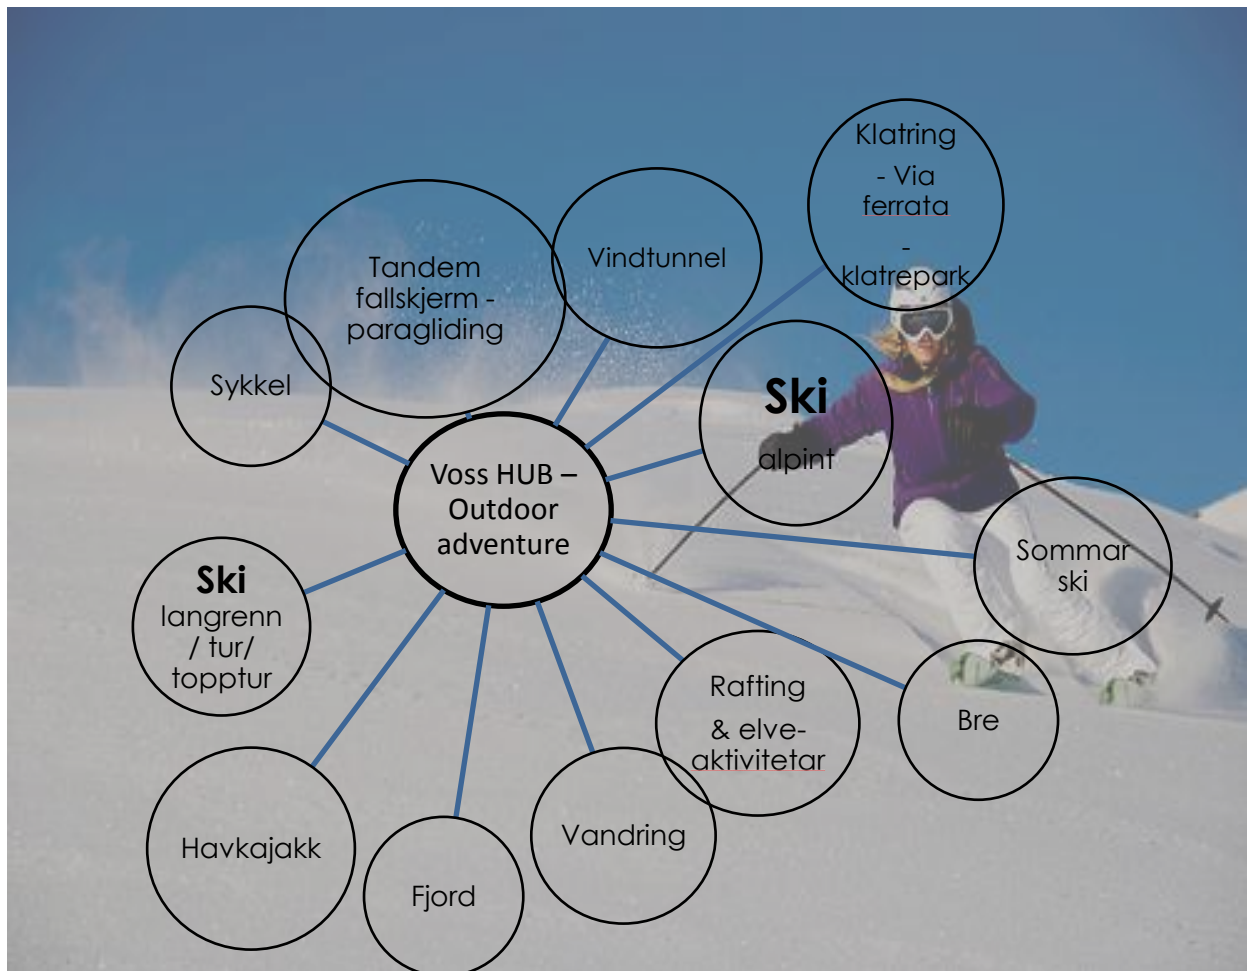 Klatring
- Via
ferrata
-
klatrepark
Vindtunnel
Tandem
fallskjerm -
paragliding
Sykkel
Ski
alpint
Voss HUB –
Outdoor
adventure
Sommar
ski
Ski
langrenn
/ tur/
topptur
Rafting
& elve-
aktivitetar
Bre
Havkajakk
Fjord
Vandring